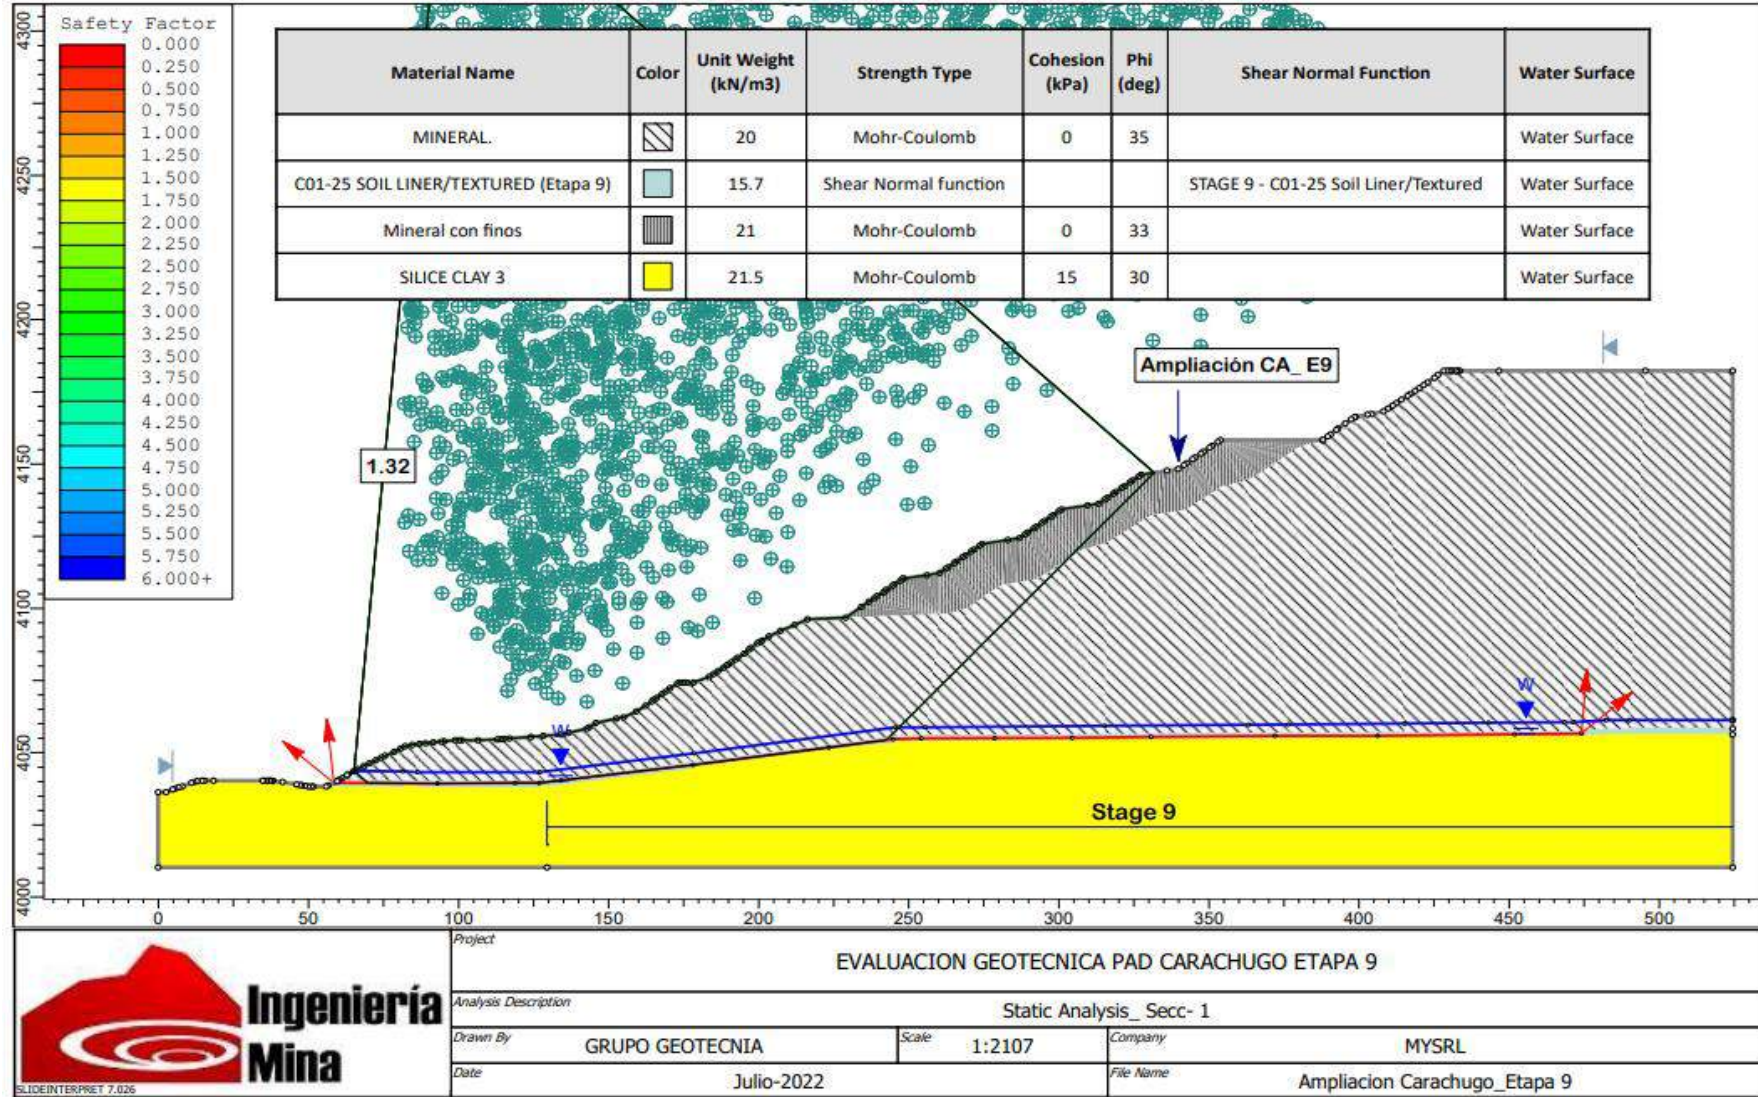 Safety Factor
0.000
0.250
0.500
0.750
1.000
1.250
1.500
1.750
2.000
2.250
2.500
2.750
3.000
3.250
3.500
3.750
4.000
4.250
4.500
4.750
5.000
5.250
5.500
5.750
6.000+
Material Name Color Unit Weight (kN/m3) Strength Type Cohesion (kPa) Phi (deg) Shear Normal Function Water Surface
MINERAL. 20 Mohr-Coulomb 0 35 Water Surface
C01-25 SOIL LINER/TEXTURED (Etapa 9) 15.7 Shear Normal function STAGE 9 - C01-25 Soil Liner/Textured Water Surface
Mineral con finos 21 Mohr-Coulomb 0 33 Water Surface
SILICE CLAY 3 21.5 Mohr-Coulomb 15 30 Water Surface
4300
4250
4200
4150
4100
4050
4000
Ampliación CA_ E9
1.32
W
W
Stage 9
0 50 100 150 200 250 300 350 400 450 500
Ingeniería
Mina
SLIDEINTERPRET 7.026
Project
EVALUACION GEOTECNICA PAD CARACHUGO ETAPA 9
Analysis Description
Static Analysis_ Secc- 1
Drawn By GRUPO GEOTECNIA Scale 1:2107 Company MYSRL
Date Julio-2022 File Name Ampliacion Carachugo_Etapa 9